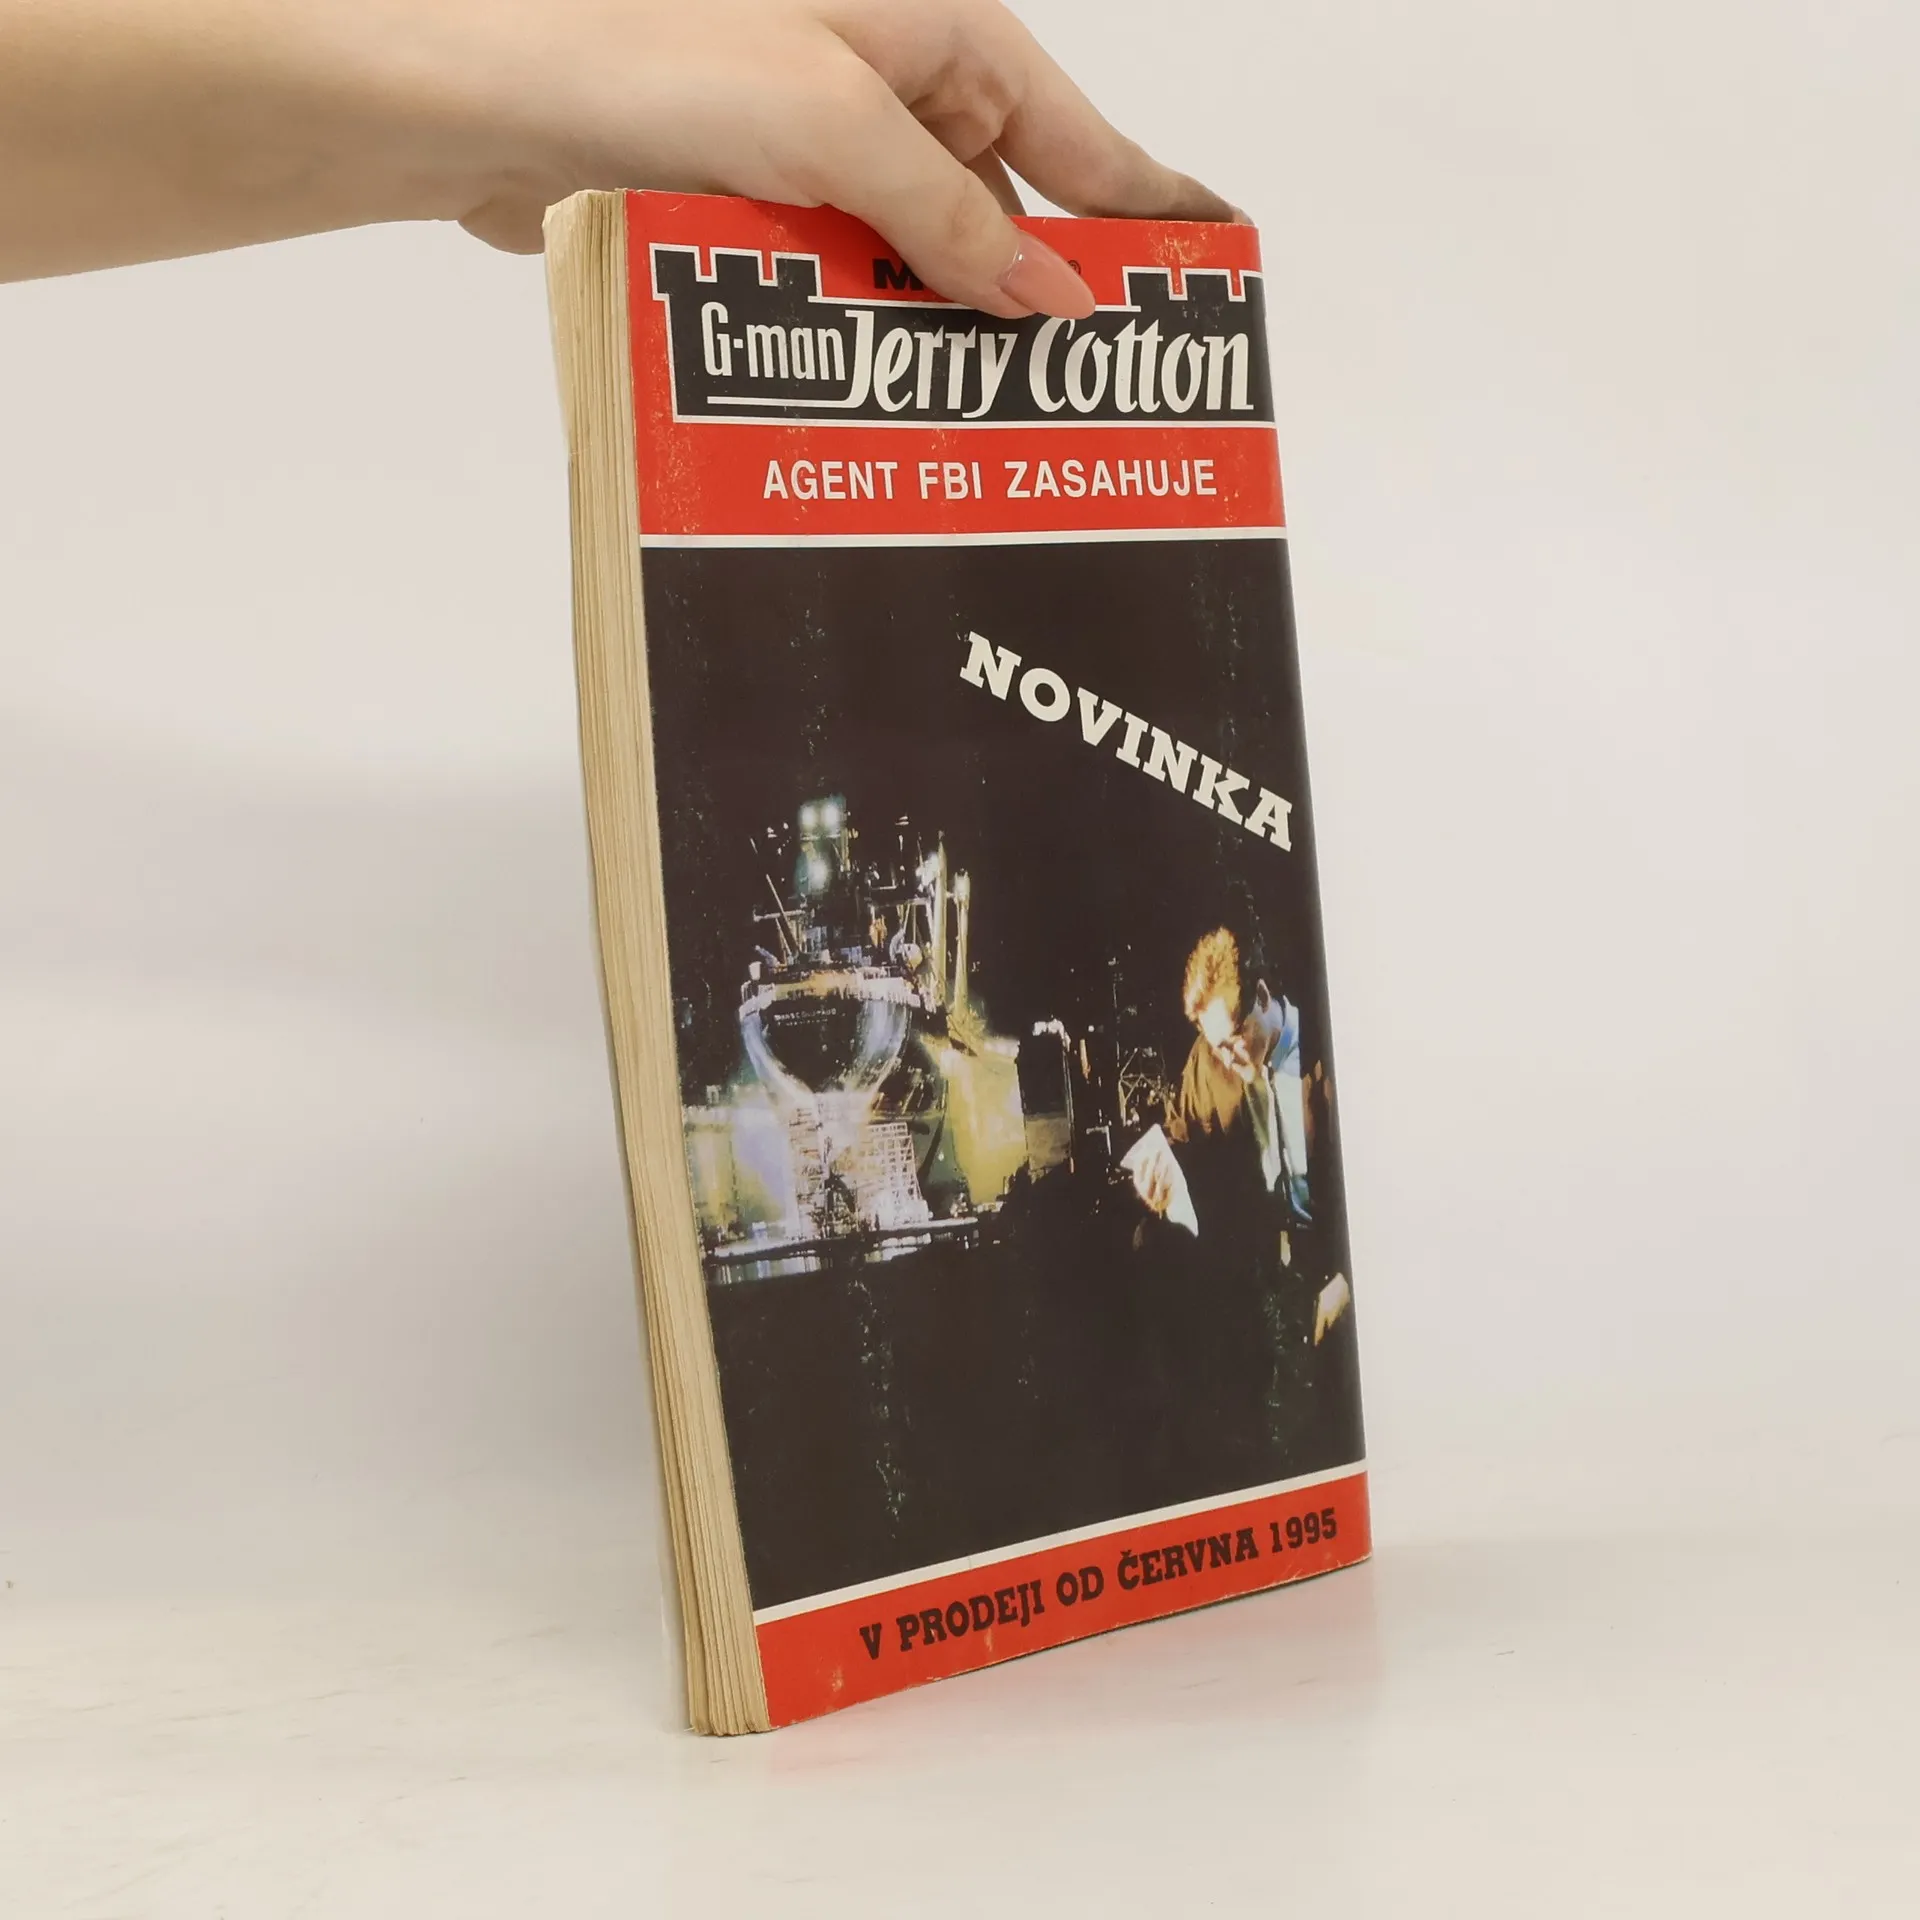 G-man Jerry Cotton
AGENT FBI ZASAHUJE
NOVINKA
V PRODEJI OD ČERVNA 1995